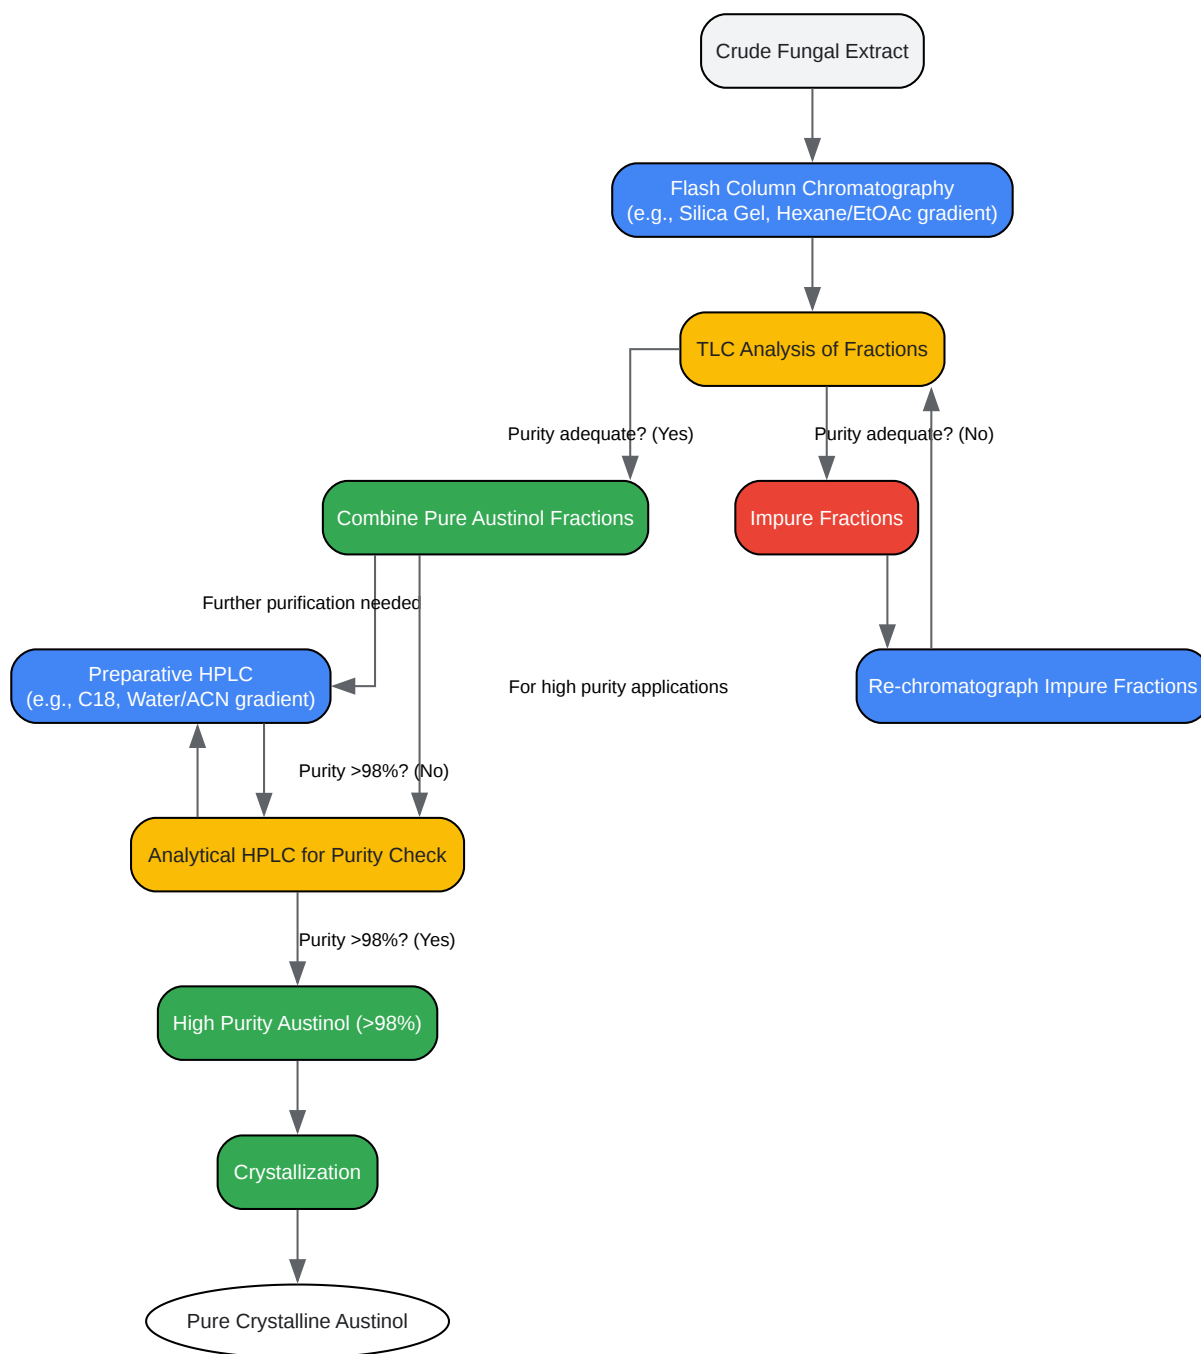 Crude Fungal Extract
Flash Column Chromatography
(e.g., Silica Gel, Hexane/EtOAc gradient)
TLC Analysis of Fractions
Purity adequate? (Yes)
Purity adequate? (No)
Combine Pure Austinol Fractions
Impure Fractions
Further purification needed
Preparative HPLC
(e.g., C18, Water/ACN gradient)
For high purity applications
Re-chromatograph Impure Fractions
Purity >98%? (No)
Analytical HPLC for Purity Check
Purity >98%? (Yes)
High Purity Austinol (>98%)
Crystallization
Pure Crystalline Austinol